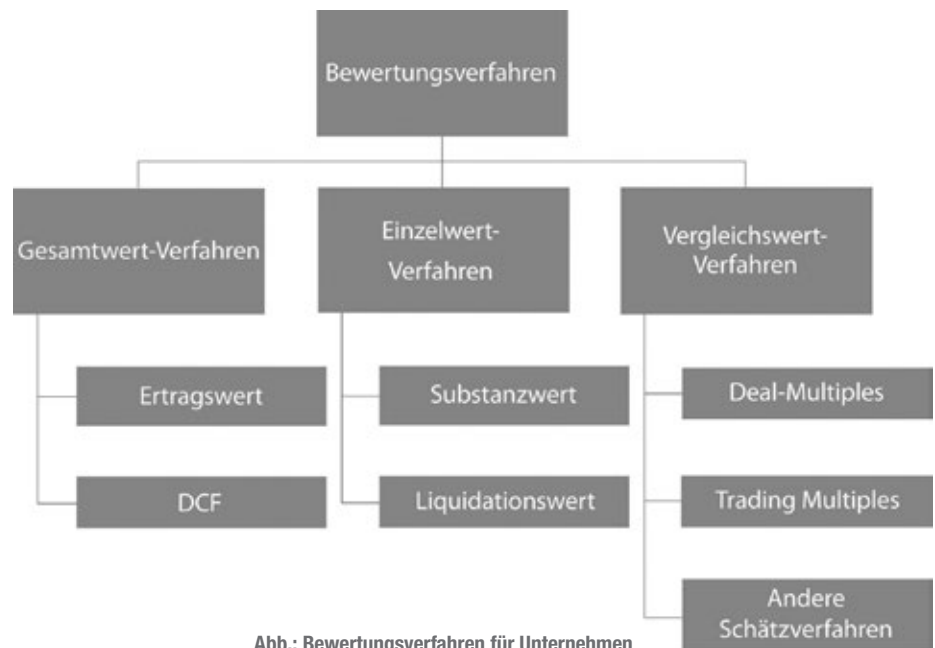 Bewertungsverfahren
Gesamtwert-Verfahren
Einzelwert-
Verfahren
Vergleichswert-
Verfahren
Ertragswert
Substanzwert
Deal-Multiples
DCF
Liquidationswert
Trading Multiples
Andere
Schätzverfahren
Abb.: Bewertungsverfahren für Unternehmen